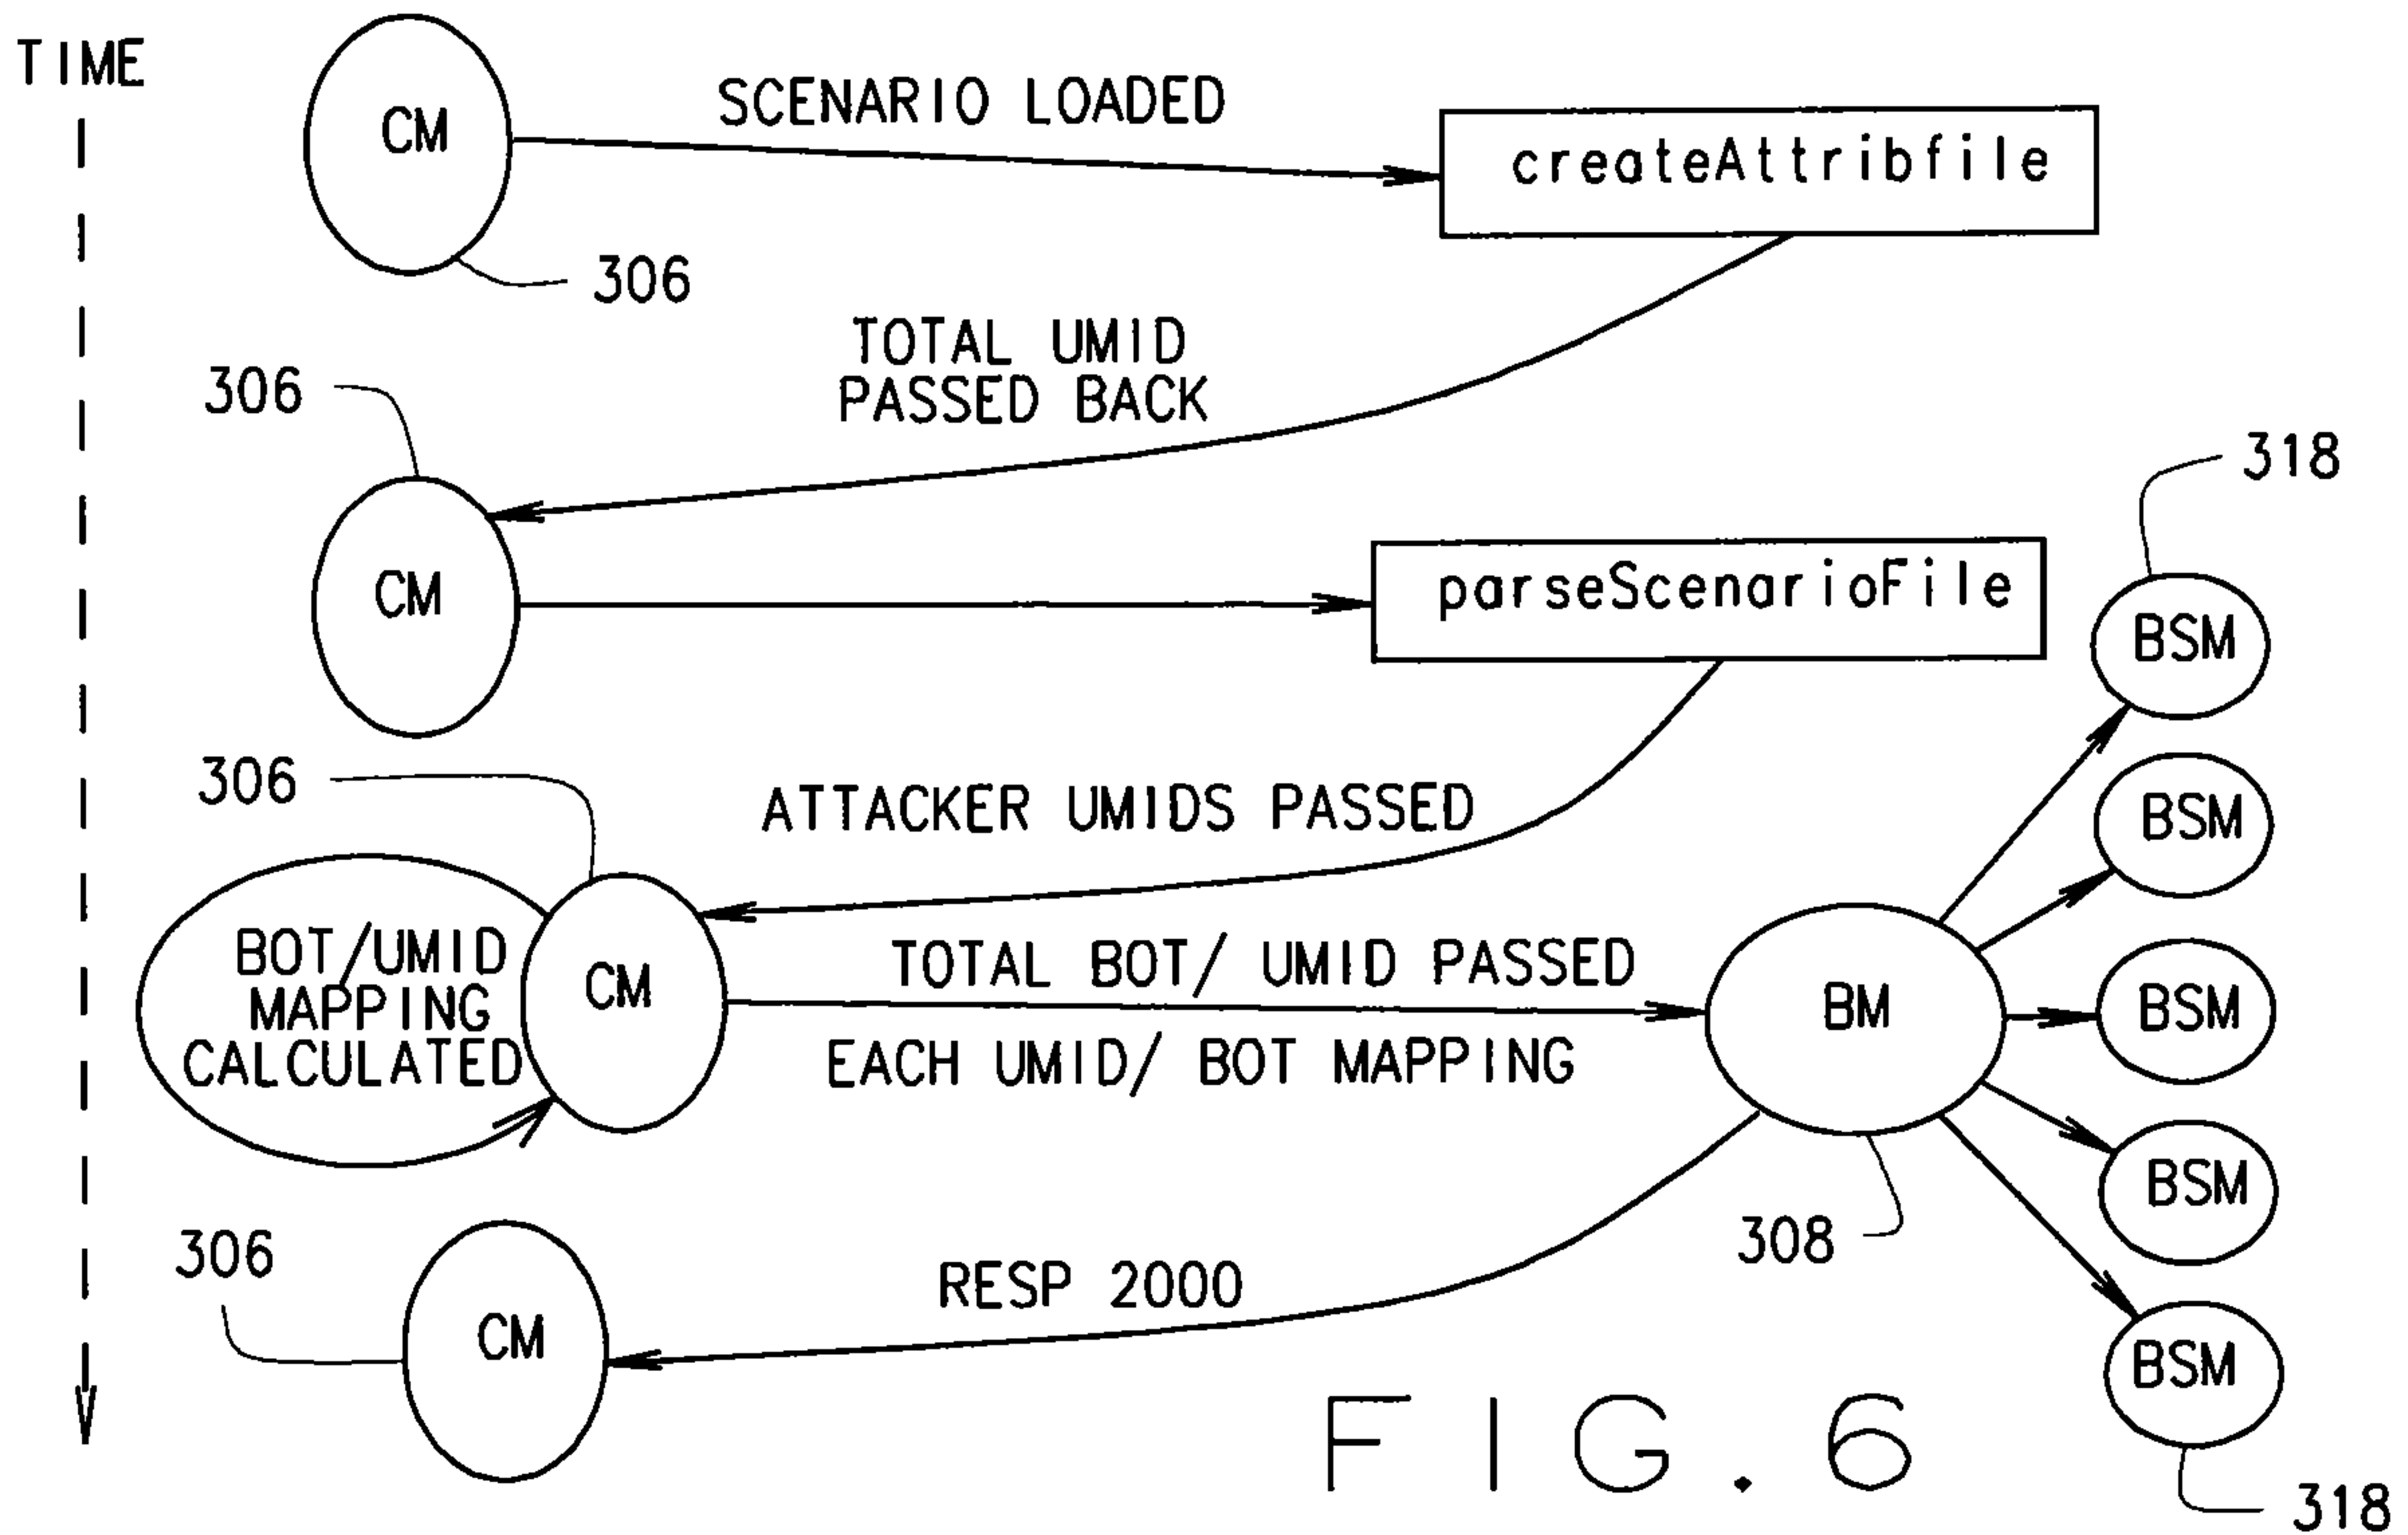 TIME
CM
SCENARIO LOADED
createAttribfile
306
TOTAL UMID
PASSED BACK
306
318
CM
parseScenarioFile
BSM
306
ATTACKER UMIDS PASSED
BSM
BOT/UMID
MAPPING
CALCULATED
CM
TOTAL BOT/ UMID PASSED
EACH UMID/ BOT MAPPING
BM
BSM
BSM
306
308
RESP 2000
CM
BSM
FIG.6
318